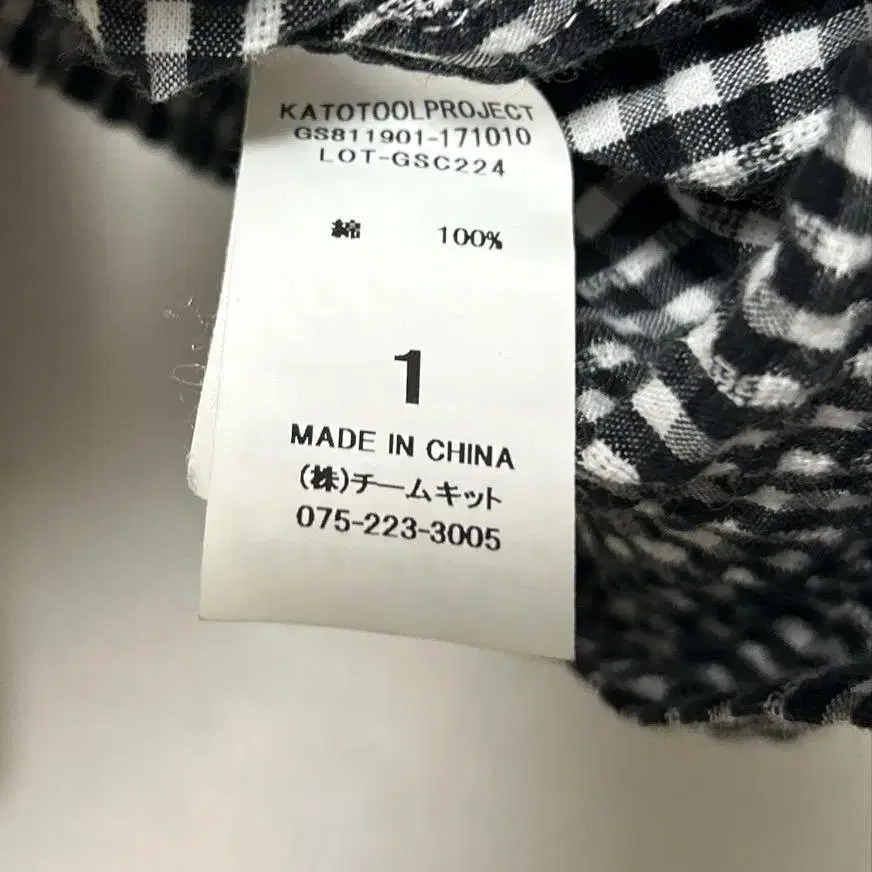 KATOTOOLPROJECT
GS811901-171010
LOT-GSC224
綿 100%
1
MADE IN CHINA
(株)チームキット
075-223-3005